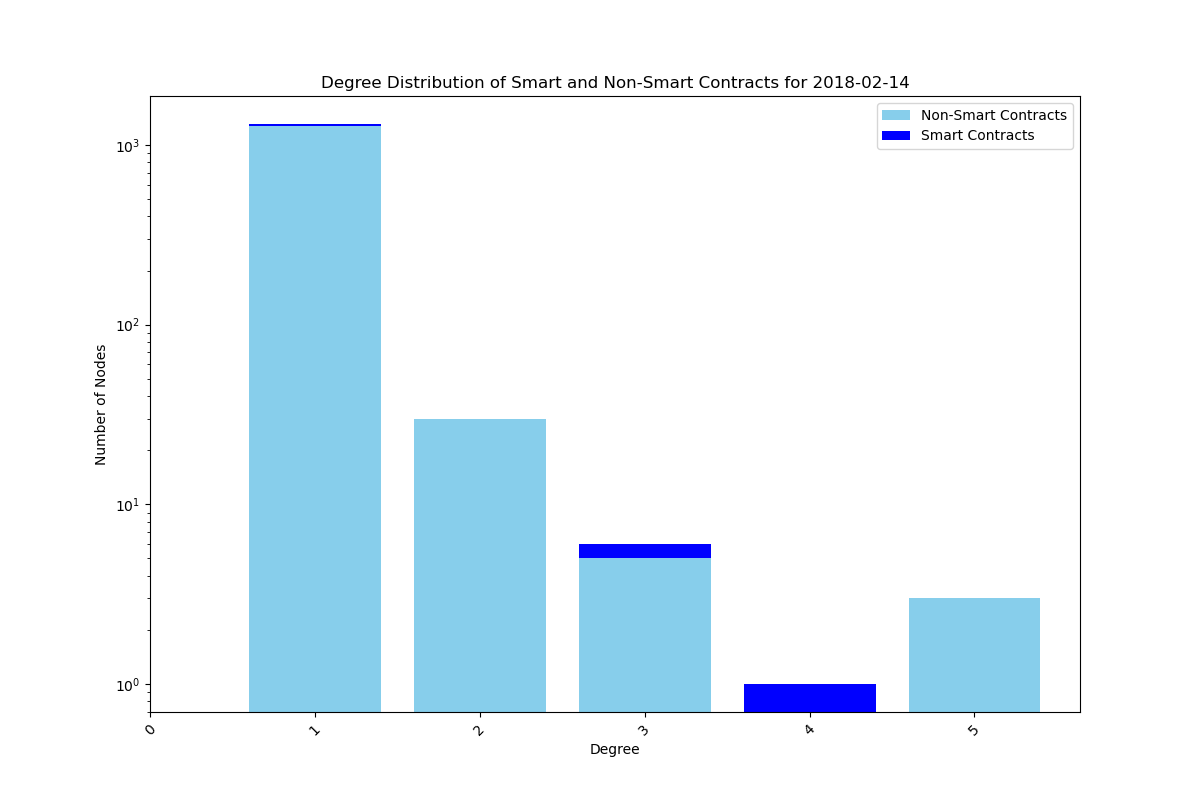 Degree Distribution of Smart and Non-Smart Contracts for 2018-02-14
Non-Smart Contracts
Smart Contracts
Number of Nodes
10³
10²
10¹
10⁰
0 1 2 3 4 5
Degree